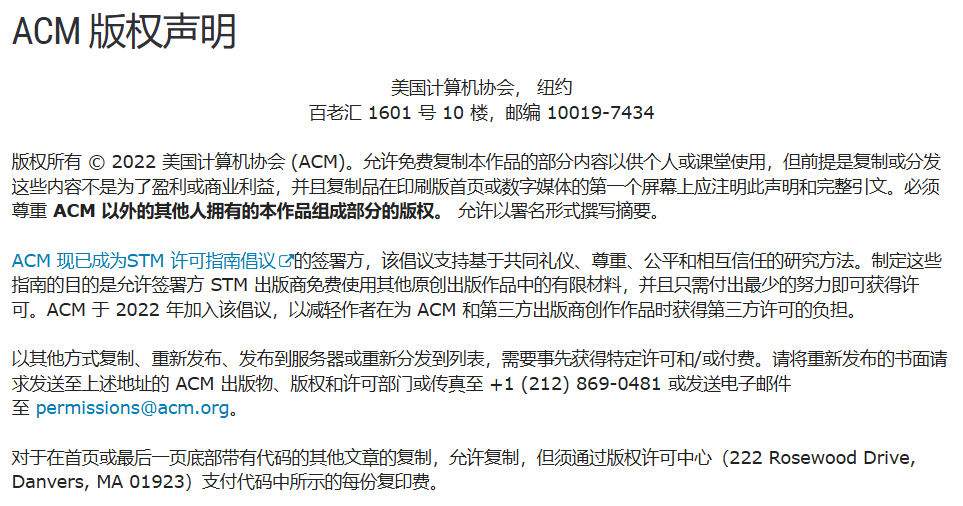 ACM 版权声明
美国计算机协会， 纽约
百老汇 1601 号 10 楼，邮编 10019-7434
版权所有 © 2022 美国计算机协会 (ACM)。允许免费复制本作品的部分内容以供个人或课堂使用，但前提是复制或分发
这些内容不是为了盈利或商业利益，并且复制品在印刷版首页或数字媒体的第一个屏幕上应注明此声明和完整引文。必须
尊重 ACM 以外的其他人拥有的本作品组成部分的版权。 允许以署名形式撰写摘要。
ACM 现已成为STM 许可指南倡议的签署方，该倡议支持基于共同礼仪、尊重、公平和相互信任的研究方法。制定这些
指南的目的是允许签署方 STM 出版商免费使用其他原创出版作品中的有限材料，并且只需付出最少的努力即可获得许
可。ACM 于 2022 年加入该倡议，以减轻作者在为 ACM 和第三方出版商创作作品时获得第三方许可的负担。
以其他方式复制、重新发布、发布到服务器或重新分发到列表，需要事先获得特定许可和/或付费。请将重新发布的书面请
求发送至上述地址的 ACM 出版物、版权和许可部门或传真至 +1 (212) 869-0481 或发送电子邮件
至 permissions@acm.org。
对于在首页或最后一页底部带有代码的其他文章的复制，允许复制，但须通过版权许可中心（222 Rosewood Drive,
Danvers, MA 01923）支付代码中所示的每份复印费。